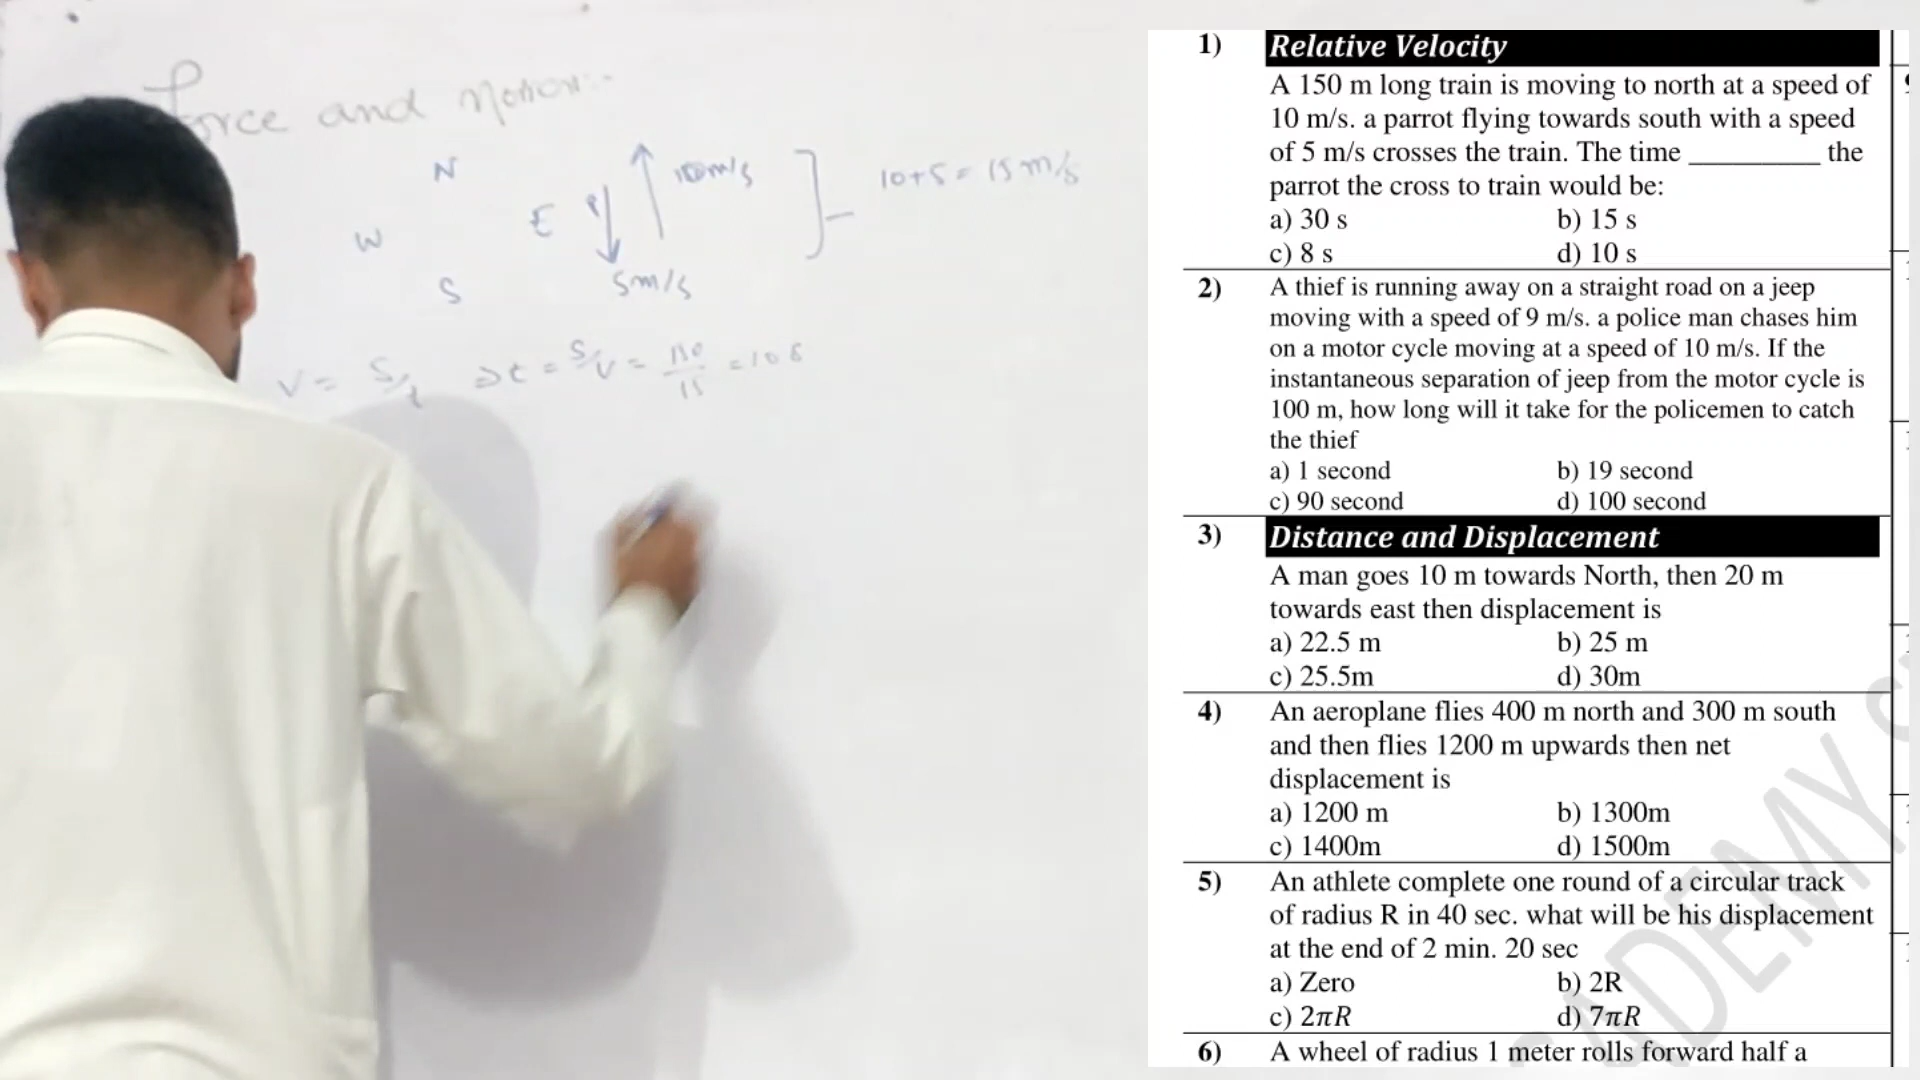 Force and Motion:-
N
W
E
S
10m/s
5m/s
10+5 = 15 m/s
V = S/t ⇒ t = S/V = 150/15 = 10 s
1) Relative Velocity
A 150 m long train is moving to north at a speed of
10 m/s. a parrot flying towards south with a speed
of 5 m/s crosses the train. The time __________ the
parrot the cross to train would be:
a) 30 s b) 15 s
c) 8 s d) 10 s
2) A thief is running away on a straight road on a jeep
moving with a speed of 9 m/s. a police man chases him
on a motor cycle moving at a speed of 10 m/s. If the
instantaneous separation of jeep from the motor cycle is
100 m, how long will it take for the policemen to catch
the thief
a) 1 second b) 19 second
c) 90 second d) 100 second
3) Distance and Displacement
A man goes 10 m towards North, then 20 m
towards east then displacement is
a) 22.5 m b) 25 m
c) 25.5m d) 30m
4) An aeroplane flies 400 m north and 300 m south
and then flies 1200 m upwards then net
displacement is
a) 1200 m b) 1300m
c) 1400m d) 1500m
5) An athlete complete one round of a circular track
of radius R in 40 sec. what will be his displacement
at the end of 2 min. 20 sec
a) Zero b) 2R
c) 2πR d) 7πR
6) A wheel of radius 1 meter rolls forward half a